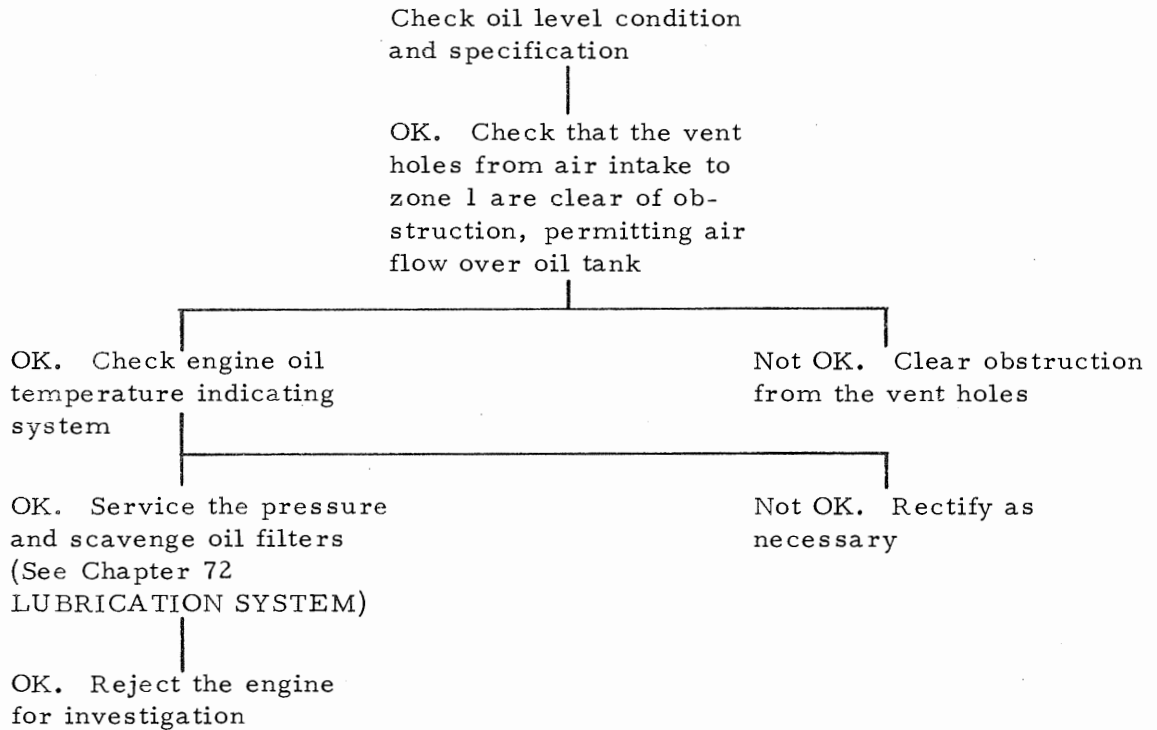 Check oil level condition
and specification
OK. Check that the vent
holes from air intake to
zone 1 are clear of ob-
struction, permitting air
flow over oil tank
OK. Check engine oil
temperature indicating
system
Not OK. Clear obstruction
from the vent holes
OK. Service the pressure
and scavenge oil filters
(See Chapter 72
LUBRICATION SYSTEM)
Not OK. Rectify as
necessary
OK. Reject the engine
for investigation